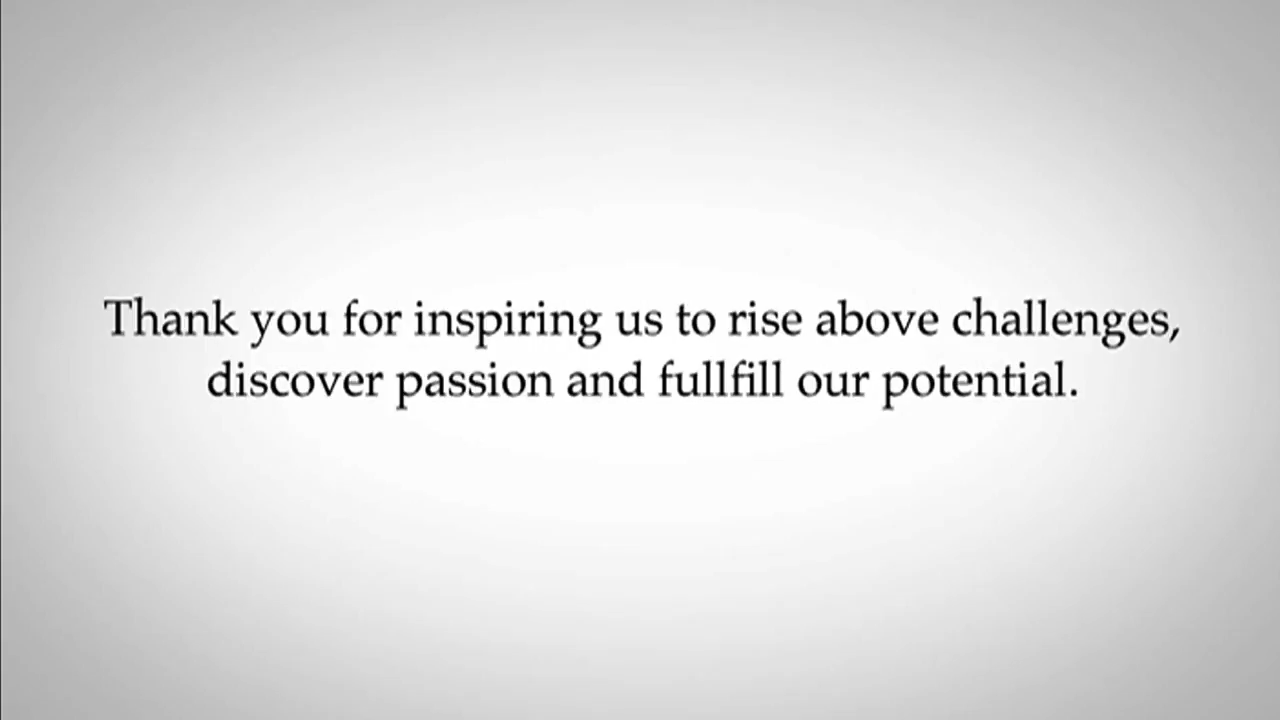 Thank you for inspiring us to rise above challenges,
discover passion and fullfill our potential.